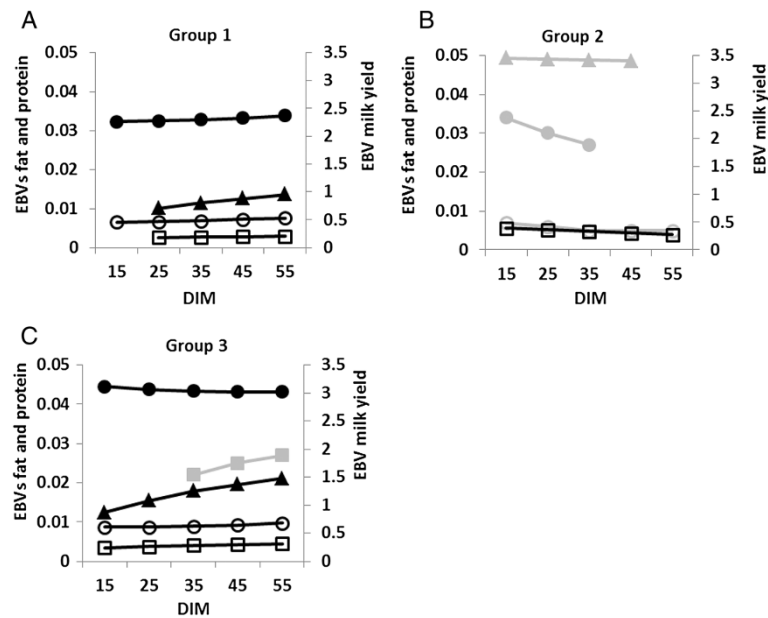 A
Group 1
EBVs fat and protein
0.05
0.04
0.03
0.02
0.01
0
3.5
3
2.5
2
1.5
1
0.5
0
EBV milk yield
15 25 35 45 55
DIM
B
Group 2
EBVs fat and protein
0.05
0.04
0.03
0.02
0.01
0
3.5
3
2.5
2
1.5
1
0.5
0
EBV milk yield
15 25 35 45 55
DIM
C
Group 3
EBVs fat and protein
0.05
0.04
0.03
0.02
0.01
0
3.5
3
2.5
2
1.5
1
0.5
0
EBV milk yield
15 25 35 45 55
DIM